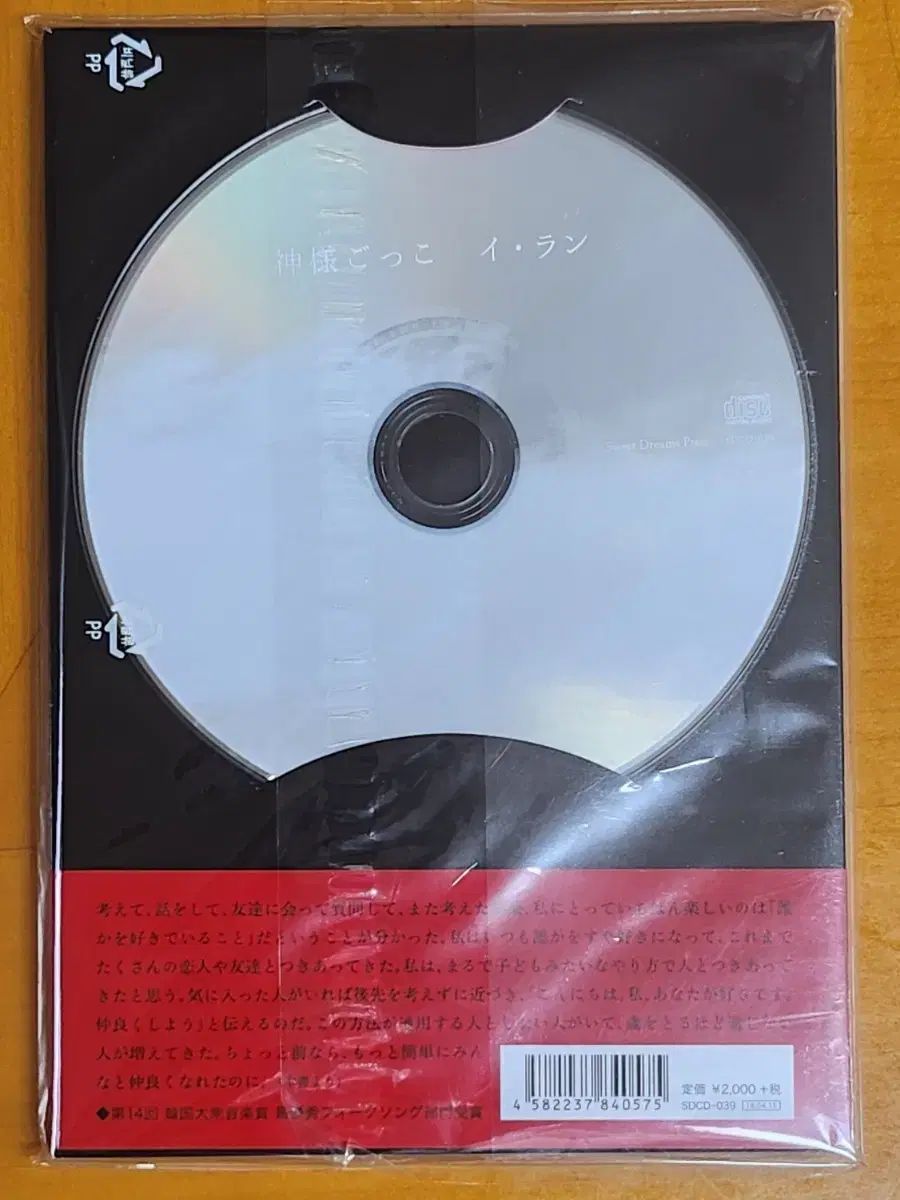 PP
神様ごっこ　イ・ラン
disc
Sweet Dreams Press
PP
考えて、話をして、友達に会って質問して、また考えた 、私にとっていちばん楽しいのは「誰
かを好きでいること」だということが分かった。私はいつも誰かをすぐ好きになって、これまで
たくさんの恋人や友達とつきあってきた。私は、まるで子どもみたいなやり方で人とつきあって
きたと思う。気に入った人がいれば後先を考えずに近づき、「こんにちは。私、あなたが好きです。
仲良くしよう」と伝えるのだ。この方法が通用する人としない人がいて、歳をとるほど
人が増えてきた。ちょっと前なら、もっと簡単にみん
なと仲良くなれたのに。（本書より）
◆第14回 韓国大衆音楽賞 最優秀フォークソング部門受賞
4 582237 840575
定価 ¥2,000＋税
SDCD-039